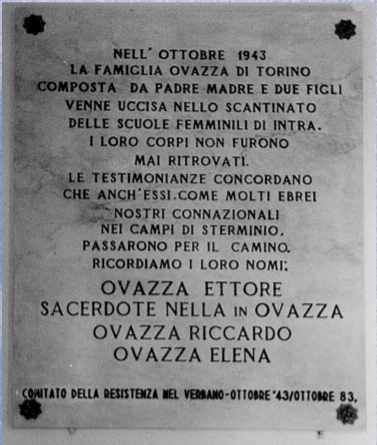 NELL' OTTOBRE 1943
LA FAMIGLIA OVAZZA DI TORINO
COMPOSTA DA PADRE MADRE E DUE FIGLI
VENNE UCCISA NELLO SCANTINATO
DELLE SCUOLE FEMMINILI DI INTRA.
I LORO CORPI NON FURONO
MAI RITROVATI.
LE TESTIMONIANZE CONCORDANO
CHE ANCH'ESSI.COME MOLTI EBREI
NOSTRI CONNAZIONALI
NEI CAMPI DI STERMINIO,
PASSARONO PER IL CAMINO.
RICORDIAMO I LORO NOMI:
OVAZZA ETTORE
SACERDOTE NELLA IN OVAZZA
OVAZZA RICCARDO
OVAZZA ELENA
COMITATO DELLA RESISTENZA NEL VERBANO-OTTOBRE '43/OTTOBRE 83.